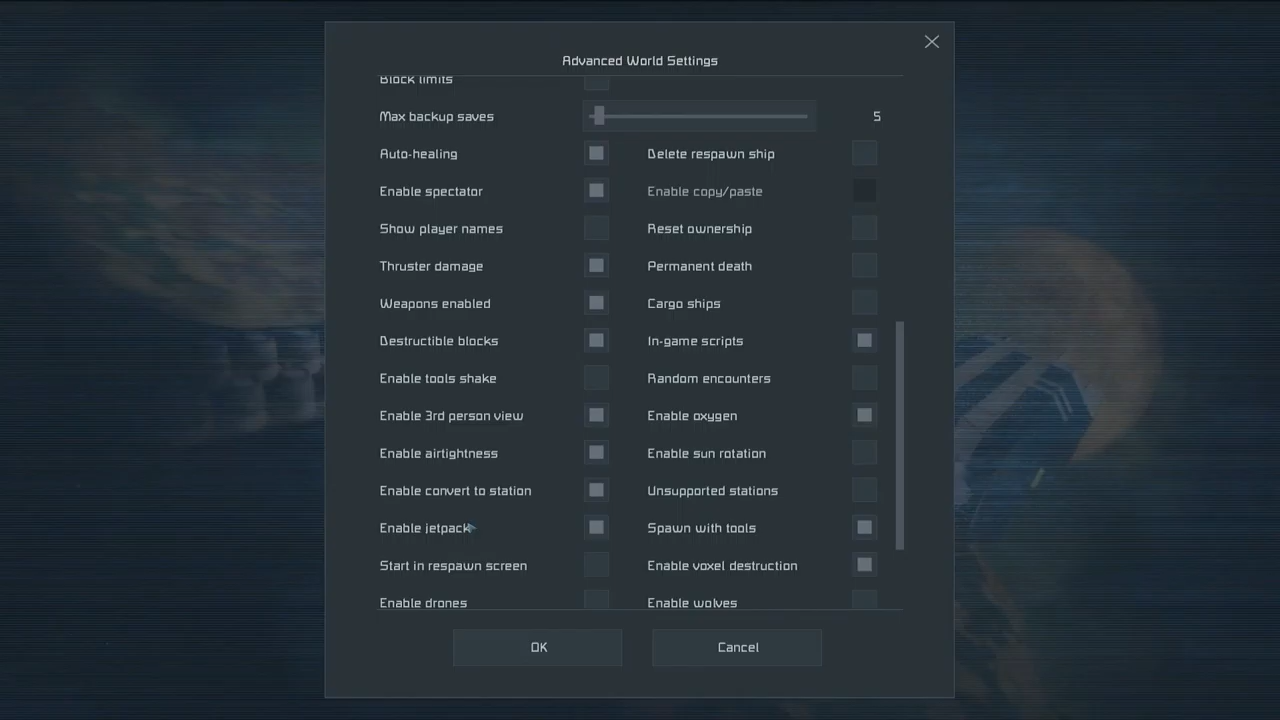 Advanced World Settings
Block limits
Max backup saves 5
Auto-healing Delete respawn ship
Enable spectator Enable copy/paste
Show player names Reset ownership
Thruster damage Permanent death
Weapons enabled Cargo ships
Destructible blocks In-game scripts
Enable tools shake Random encounters
Enable 3rd person view Enable oxygen
Enable airtightness Enable sun rotation
Enable convert to station Unsupported stations
Enable jetpack Spawn with tools
Start in respawn screen Enable voxel destruction
Enable drones Enable wolves
OK Cancel